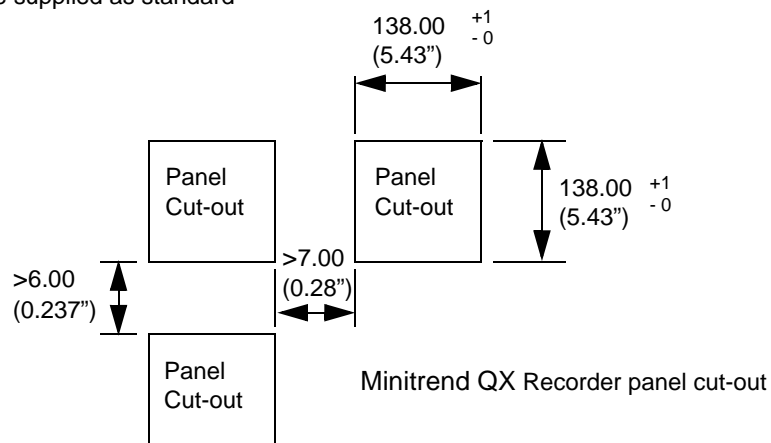 supplied as standard
138.00 +1
- 0
(5.43”)
Panel
Cut-out
Panel
Cut-out
138.00 +1
- 0
(5.43”)
>7.00
(0.28”)
>6.00
(0.237”)
Panel
Cut-out
Minitrend QX Recorder panel cut-out